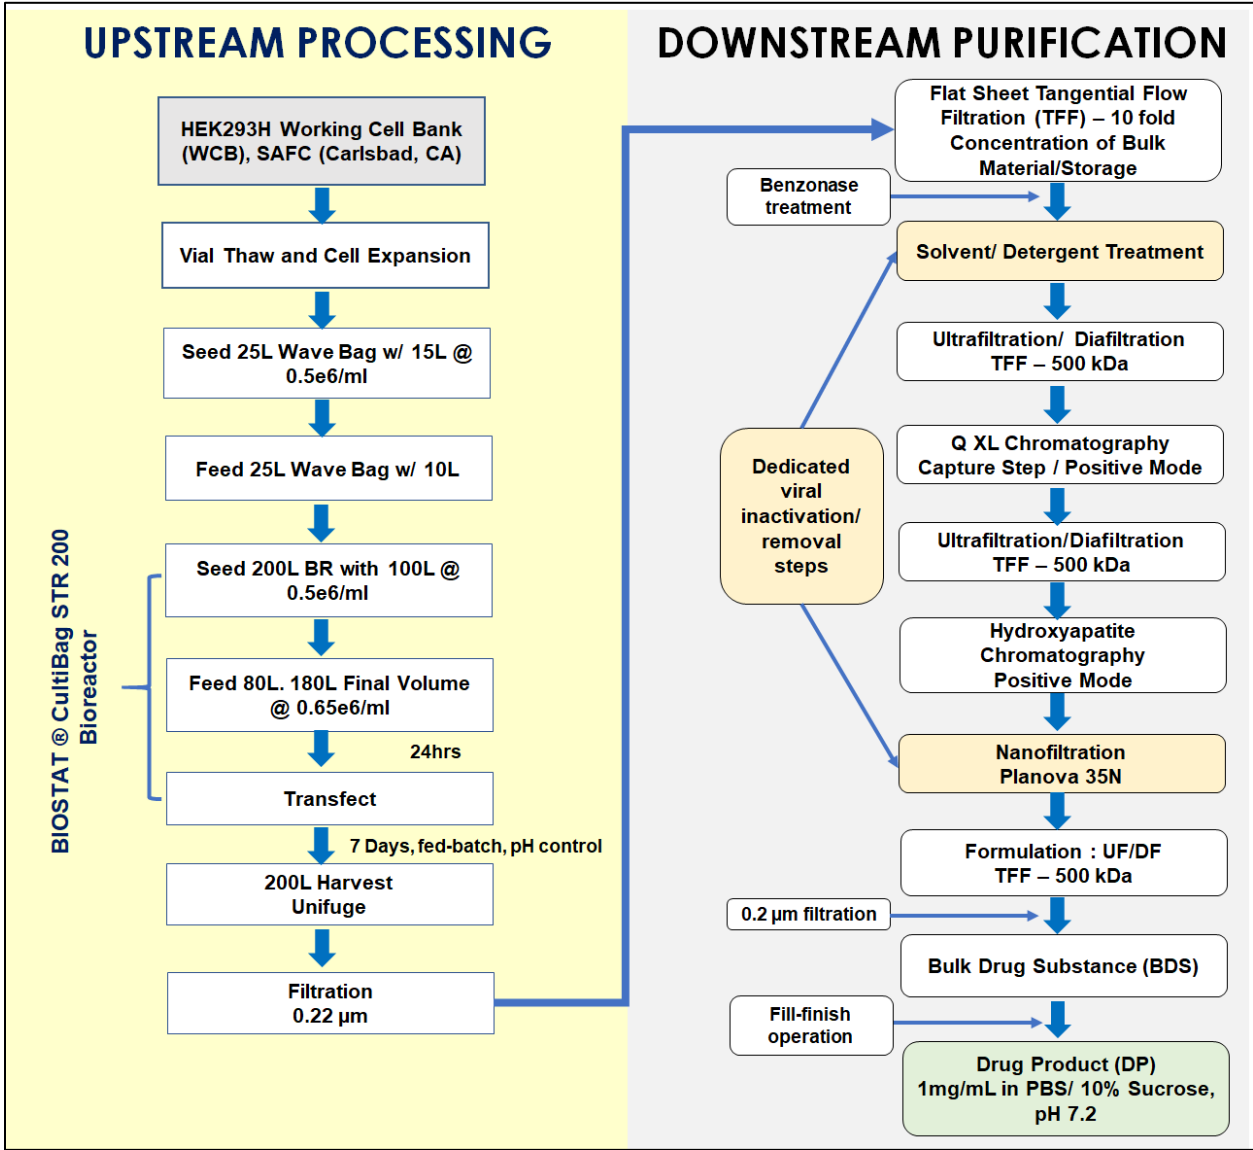 UPSTREAM PROCESSING
HEK293H Working Cell Bank
(WCB), SAFC (Carlsbad, CA)
Vial Thaw and Cell Expansion
Seed 25L Wave Bag w/ 15L @
0.5e6/ml
Feed 25L Wave Bag w/ 10L
BIOSTAT ® CultiBag STR 200
Bioreactor
Seed 200L BR with 100L @
0.5e6/ml
Feed 80L. 180L Final Volume
@ 0.65e6/ml
24hrs
Transfect
7 Days, fed-batch, pH control
200L Harvest
Unifuge
Filtration
0.22 µm
DOWNSTREAM PURIFICATION
Flat Sheet Tangential Flow
Filtration (TFF) – 10 fold
Concentration of Bulk
Material/Storage
Benzonase
treatment
Solvent/ Detergent Treatment
Ultrafiltration/ Diafiltration
TFF – 500 kDa
Q XL Chromatography
Capture Step / Positive Mode
Dedicated
viral
inactivation/
removal
steps
Ultrafiltration/Diafiltration
TFF – 500 kDa
Hydroxyapatite
Chromatography
Positive Mode
Nanofiltration
Planova 35N
Formulation : UF/DF
TFF – 500 kDa
0.2 µm filtration
Bulk Drug Substance (BDS)
Fill-finish
operation
Drug Product (DP)
1mg/mL in PBS/ 10% Sucrose,
pH 7.2